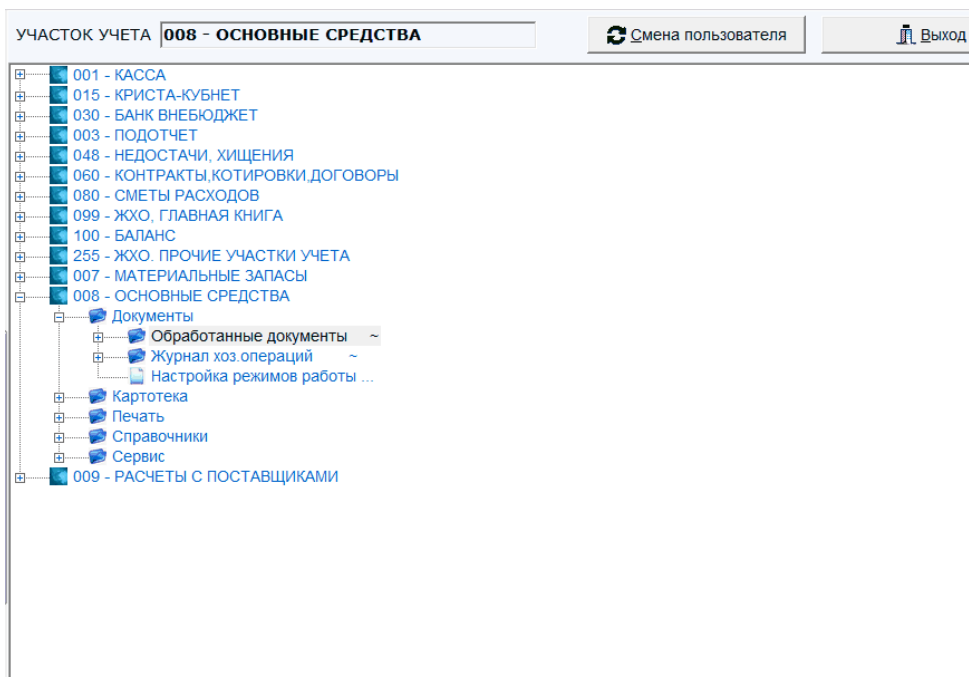 УЧАСТОК УЧЕТА 008 - ОСНОВНЫЕ СРЕДСТВА Смена пользователя Выход
001 - КАССА
015 - КРИСТА-КУБНЕТ
030 - БАНК ВНЕБЮДЖЕТ
003 - ПОДОТЧЕТ
048 - НЕДОСТАЧИ, ХИЩЕНИЯ
060 - КОНТРАКТЫ,КОТИРОВКИ,ДОГОВОРЫ
080 - СМЕТЫ РАСХОДОВ
099 - ЖХО, ГЛАВНАЯ КНИГА
100 - БАЛАНС
255 - ЖХО. ПРОЧИЕ УЧАСТКИ УЧЕТА
007 - МАТЕРИАЛЬНЫЕ ЗАПАСЫ
008 - ОСНОВНЫЕ СРЕДСТВА
Документы
Обработанные документы ~
Журнал хоз.операций ~
Настройка режимов работы ...
Картотека
Печать
Справочники
Сервис
009 - РАСЧЕТЫ С ПОСТАВЩИКАМИ